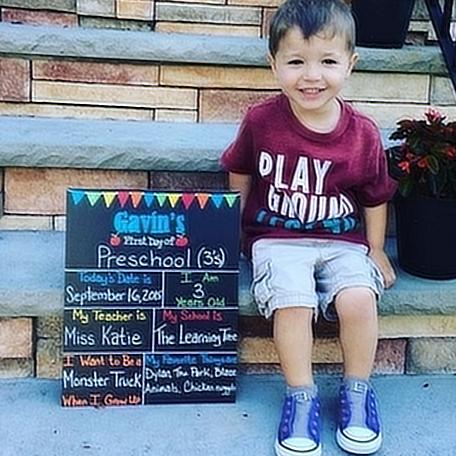 Gavin's
First Day of
Preschool (3's)
Today's Date is
September 16, 2015
I Am
3
Years Old
My Teacher is
Miss Katie
My School is
The Learning Tree
I Want to Be a
Monster Truck
When I Grow Up
My Favorite Things are
Dylan, The Park, Blaze
Animals, Chicken nuggets
PLAY
GROUND